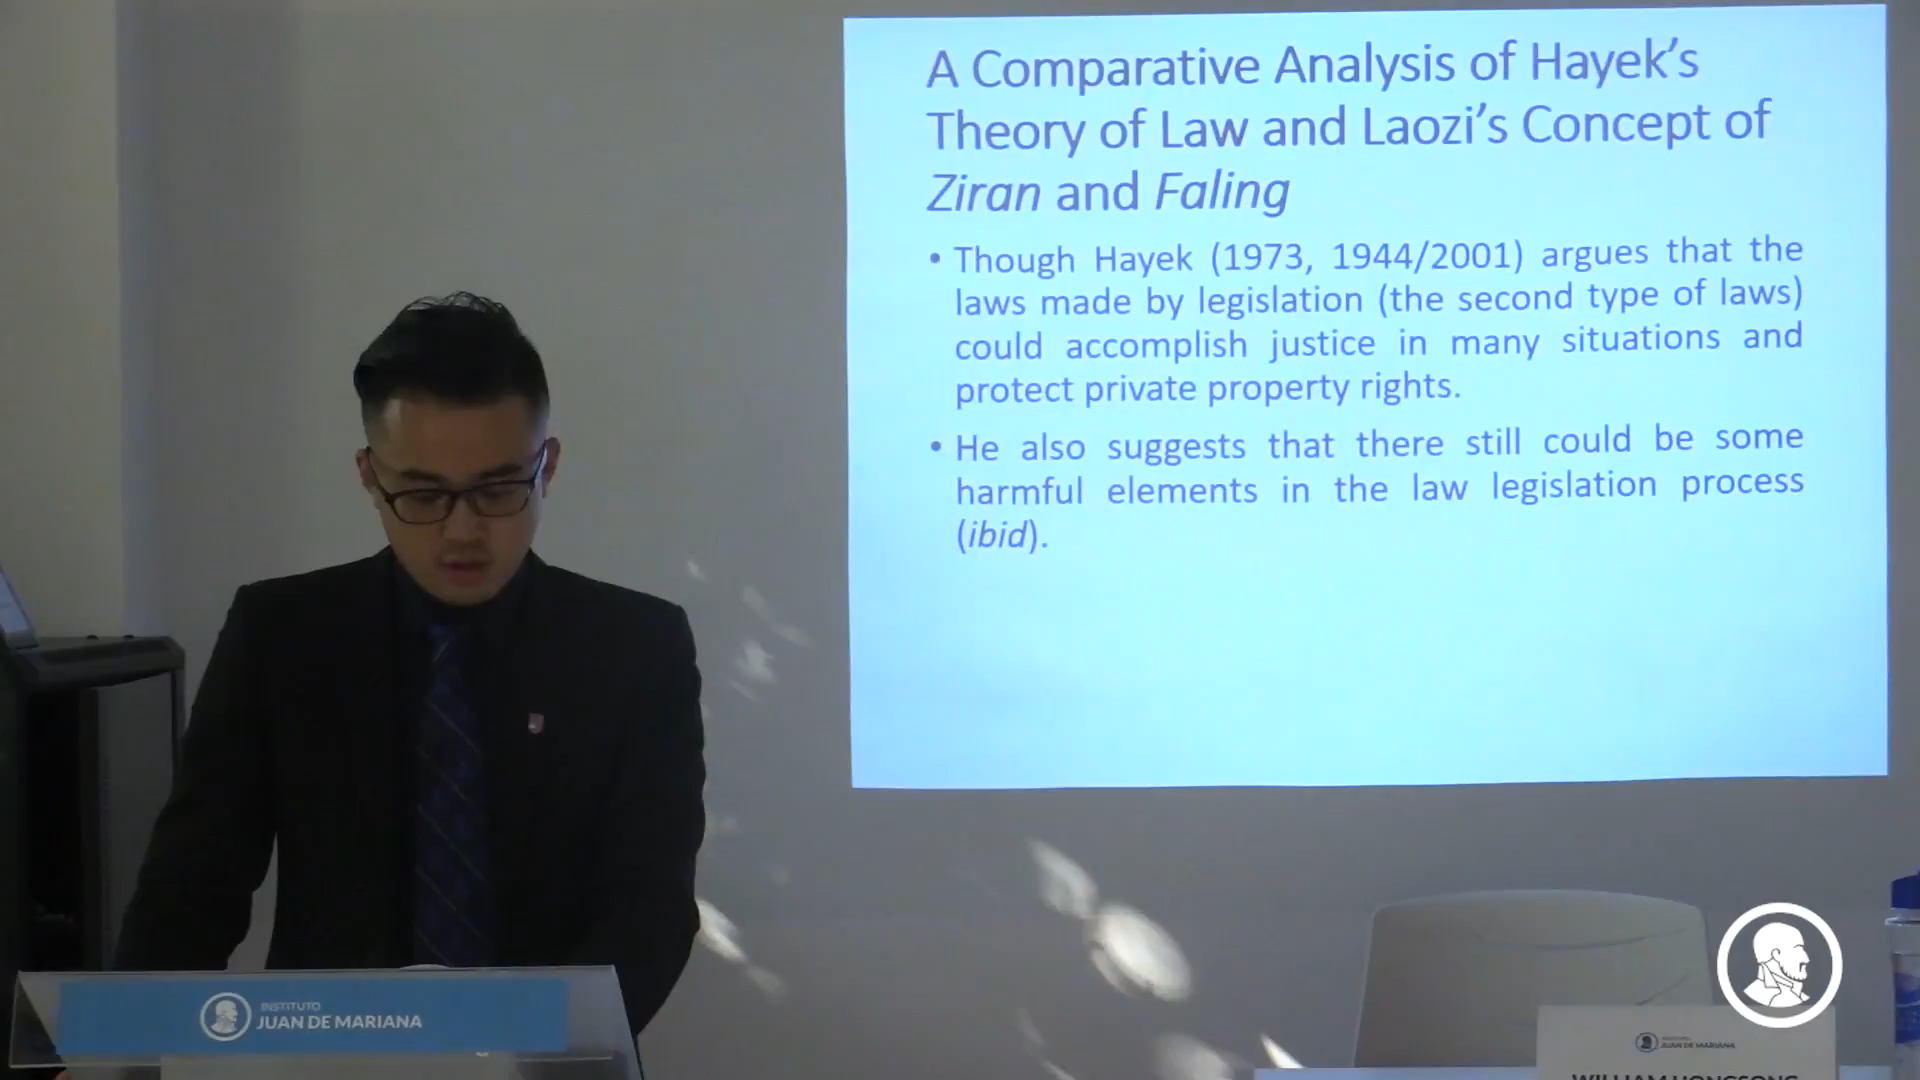 A Comparative Analysis of Hayek’s
Theory of Law and Laozi’s Concept of
Ziran and Faling
• Though Hayek (1973, 1944/2001) argues that the
laws made by legislation (the second type of laws)
could accomplish justice in many situations and
protect private property rights.
• He also suggests that there still could be some
harmful elements in the law legislation process
(ibid).
INSTITUTO
JUAN DE MARIANA
INSTITUTO
JUAN DE MARIANA
WILLIAM HONGSONG